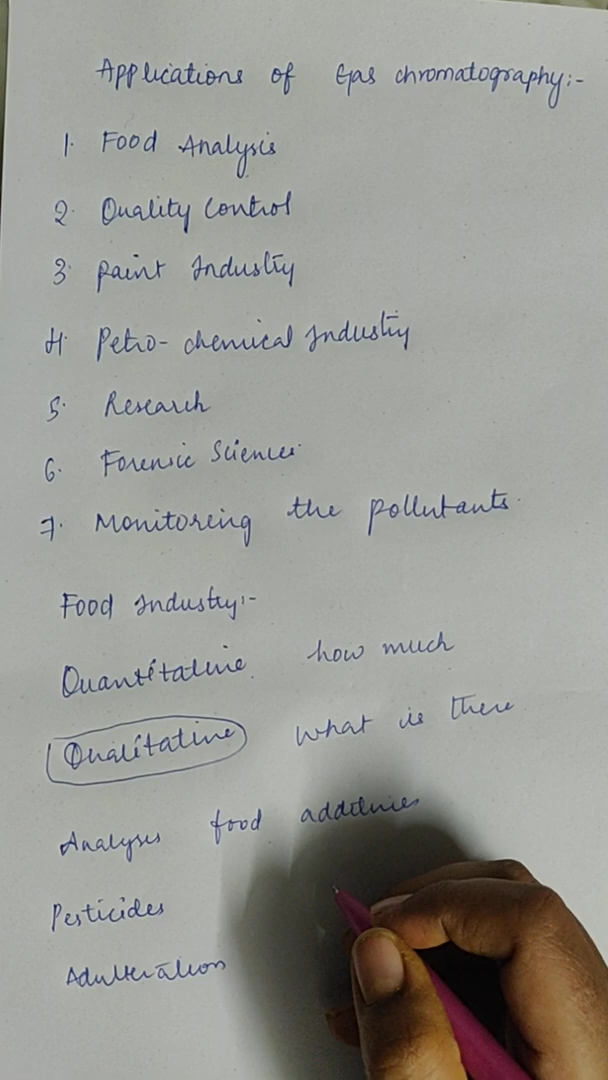 Applications of Gas chromatography:-
1. Food Analysis
2. Quality Control
3. paint Industry
4. Petro-chemical Industry
5. Research
6. Forensic Sciences
7. Monitoring the pollutants.
Food Industry:-
Quantitative how much
Qualitative what is there
Analyses food additives
Pesticides
Adulteration